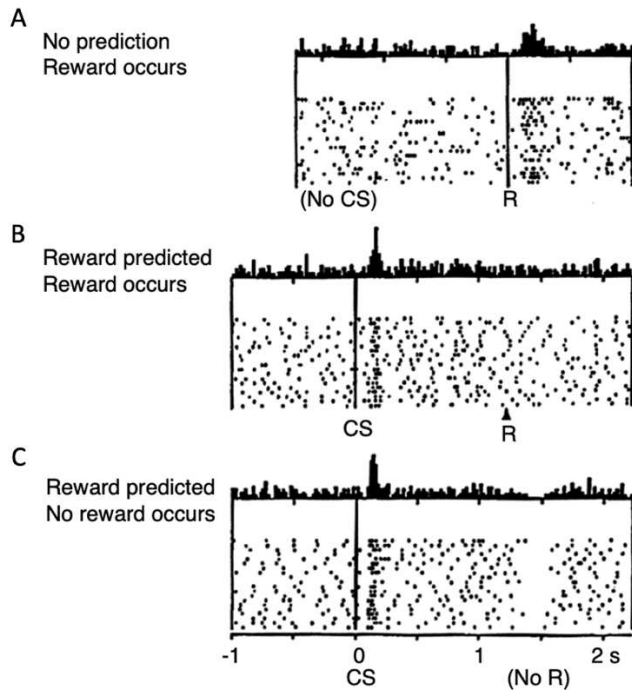 A
No prediction
Reward occurs
(No CS) R
B
Reward predicted
Reward occurs
CS
R
C
Reward predicted
No reward occurs
-1 0 1 2 s
CS (No R)